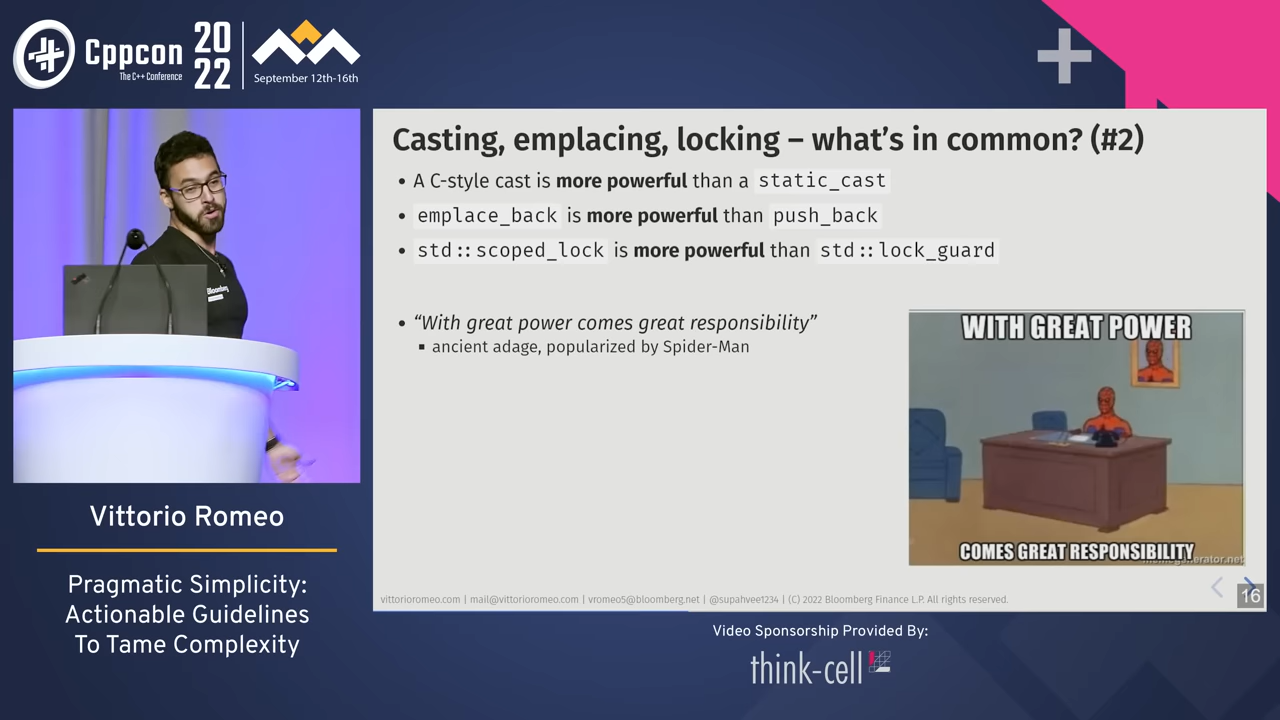 Cppcon
The C++ Conference
20
22
September 12th-16th
Casting, emplacing, locking – what's in common? (#2)
• A C-style cast is more powerful than a static_cast
• emplace_back is more powerful than push_back
• std::scoped_lock is more powerful than std::lock_guard
• “With great power comes great responsibility”
▪ ancient adage, popularized by Spider-Man
WITH GREAT POWER
COMES GREAT RESPONSIBILITY
vittorioromeo.com | mail@vittorioromeo.com | vromeo5@bloomberg.net | @supahvee1234 | (C) 2022 Bloomberg Finance L.P. All rights reserved.
16
Bloomberg
Vittorio Romeo
Pragmatic Simplicity:
Actionable Guidelines
To Tame Complexity
Video Sponsorship Provided By:
think-cell